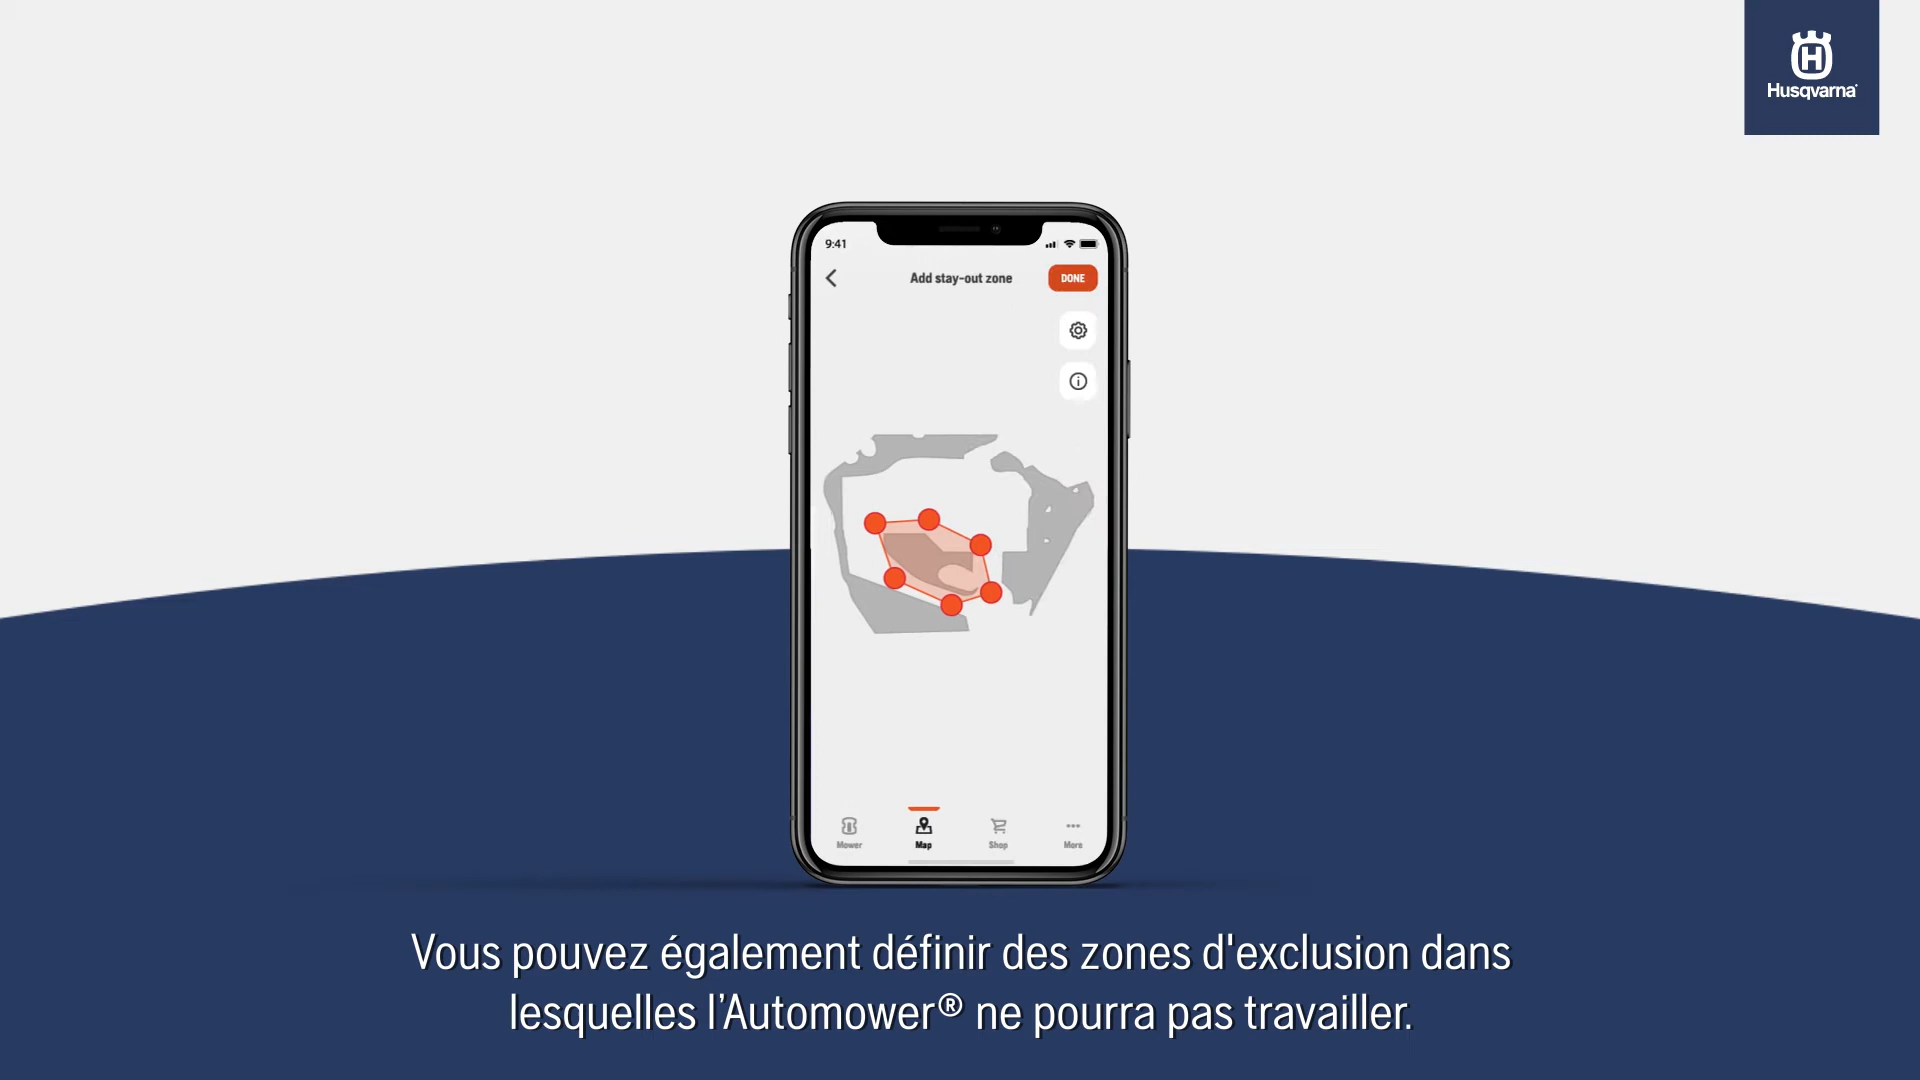 Husqvarna
9:41
Add stay-out zone
DONE
Mower
Map
Shop
More
Vous pouvez également définir des zones d'exclusion dans
lesquelles l’Automower® ne pourra pas travailler.